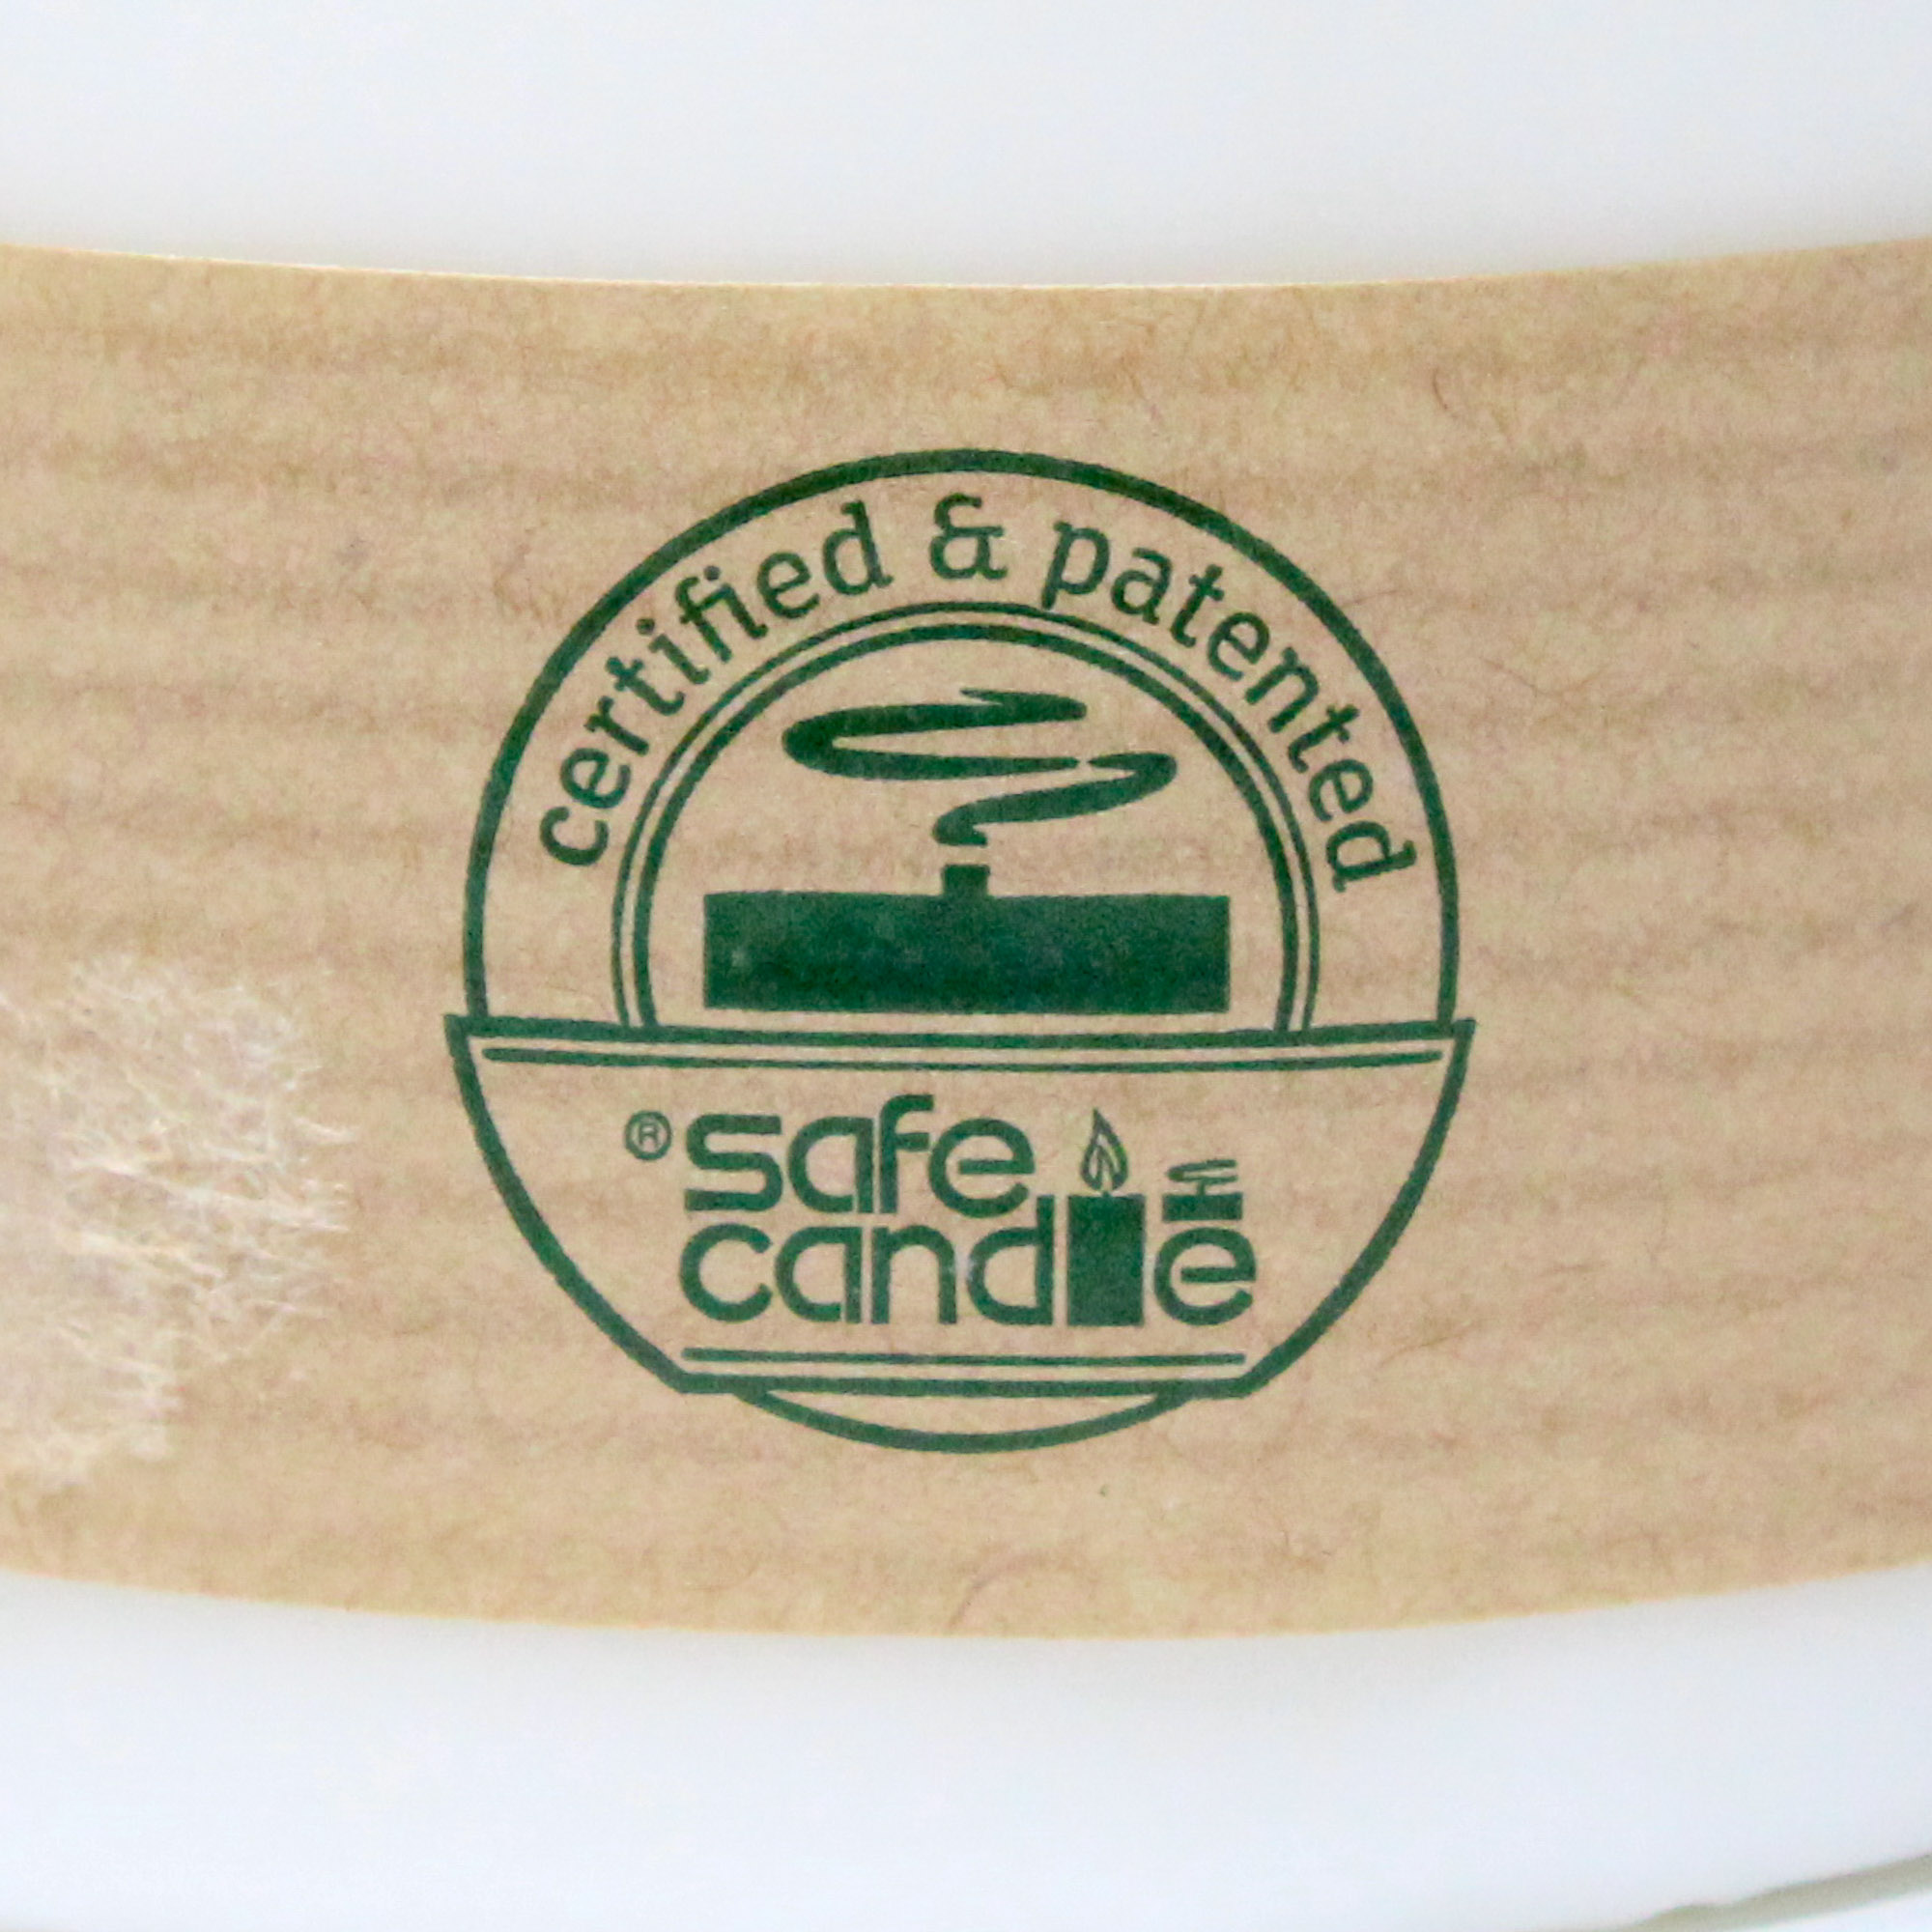 certified & patented
® safe
candle